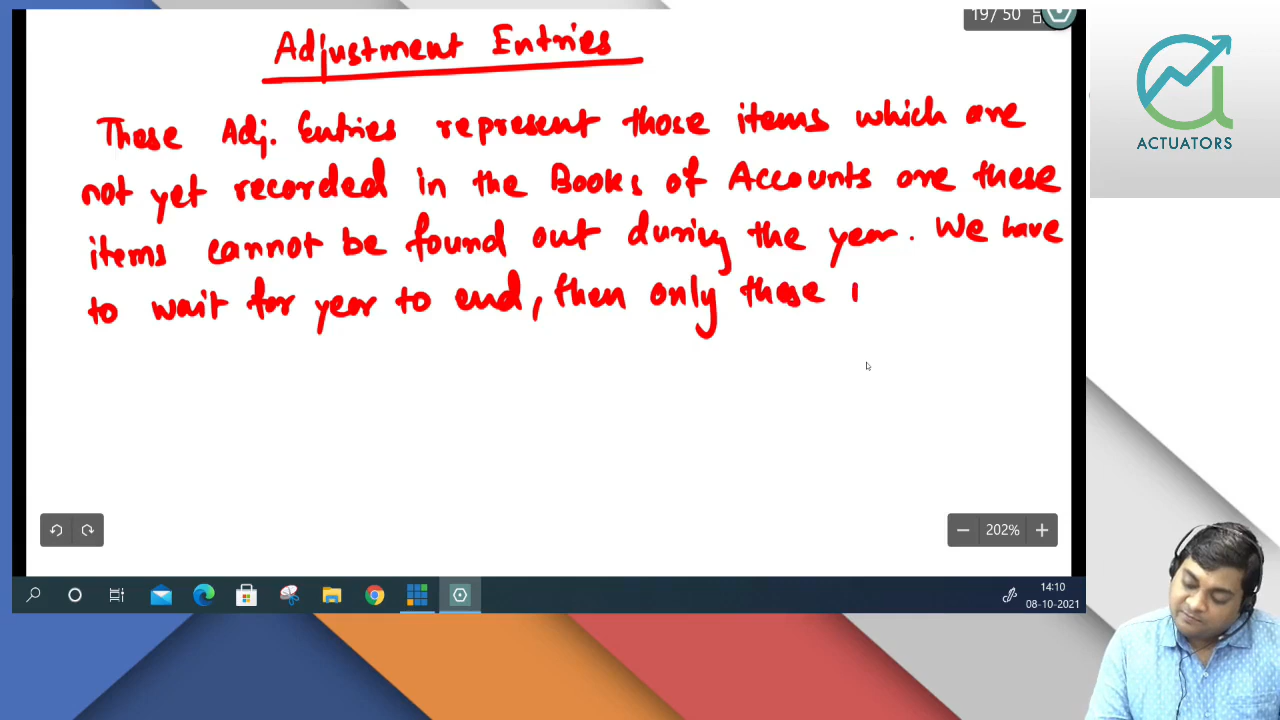 19/ 50
Adjustment Entries
These Adj. Entries represent those items which are
not yet recorded in the Books of Accounts are these
items cannot be found out during the year. We have
to wait for year to end, then only these
ACTUATORS
202%
14:10
08-10-2021